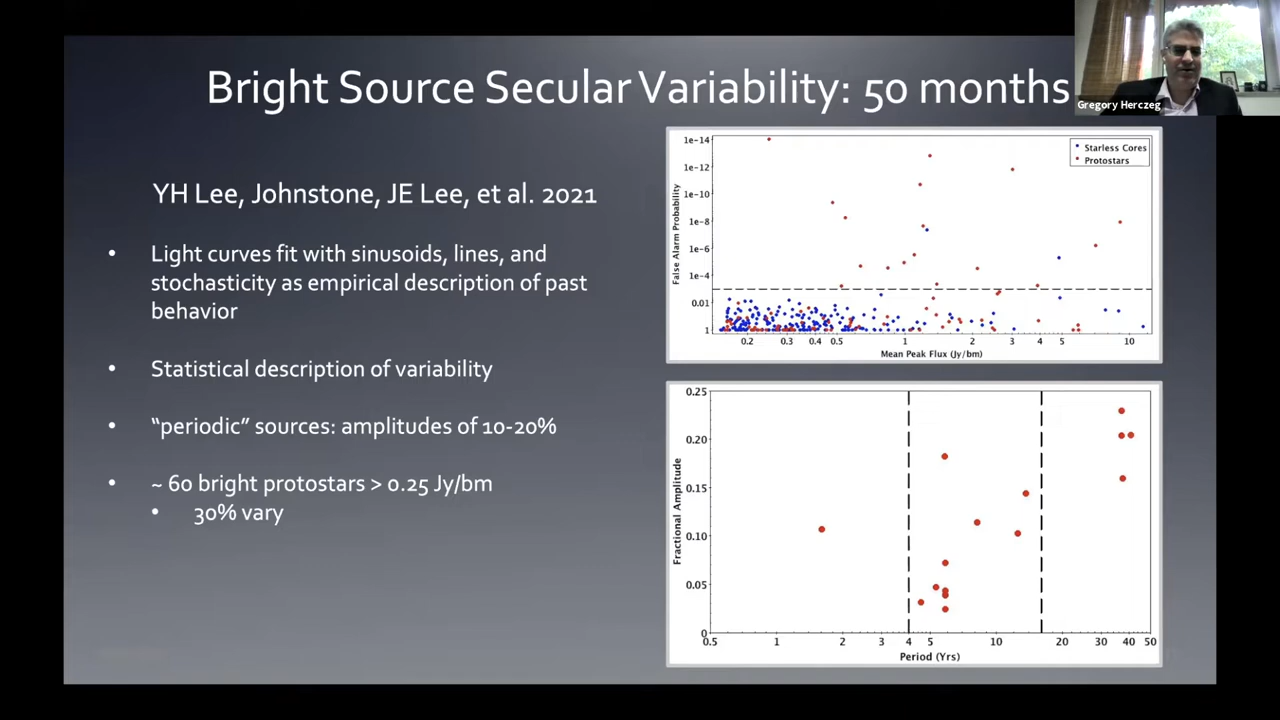 Bright Source Secular Variability: 50 months
Gregory Herczeg
YH Lee, Johnstone, JE Lee, et al. 2021
• Light curves fit with sinusoids, lines, and
stochasticity as empirical description of past
behavior
• Statistical description of variability
• “periodic” sources: amplitudes of 10-20%
• ~ 60 bright protostars > 0.25 Jy/bm
• 30% vary
Starless Cores
Protostars
False Alarm Probability
1e-14
1e-12
1e-10
1e-8
1e-6
1e-4
0.01
1
0.2 0.3 0.4 0.5 1 2 3 4 5 10
Mean Peak Flux (Jy/bm)
Fractional Amplitude
0.25
0.20
0.15
0.10
0.05
0
0.5 1 2 3 4 5 10 20 30 40 50
Period (Yrs)